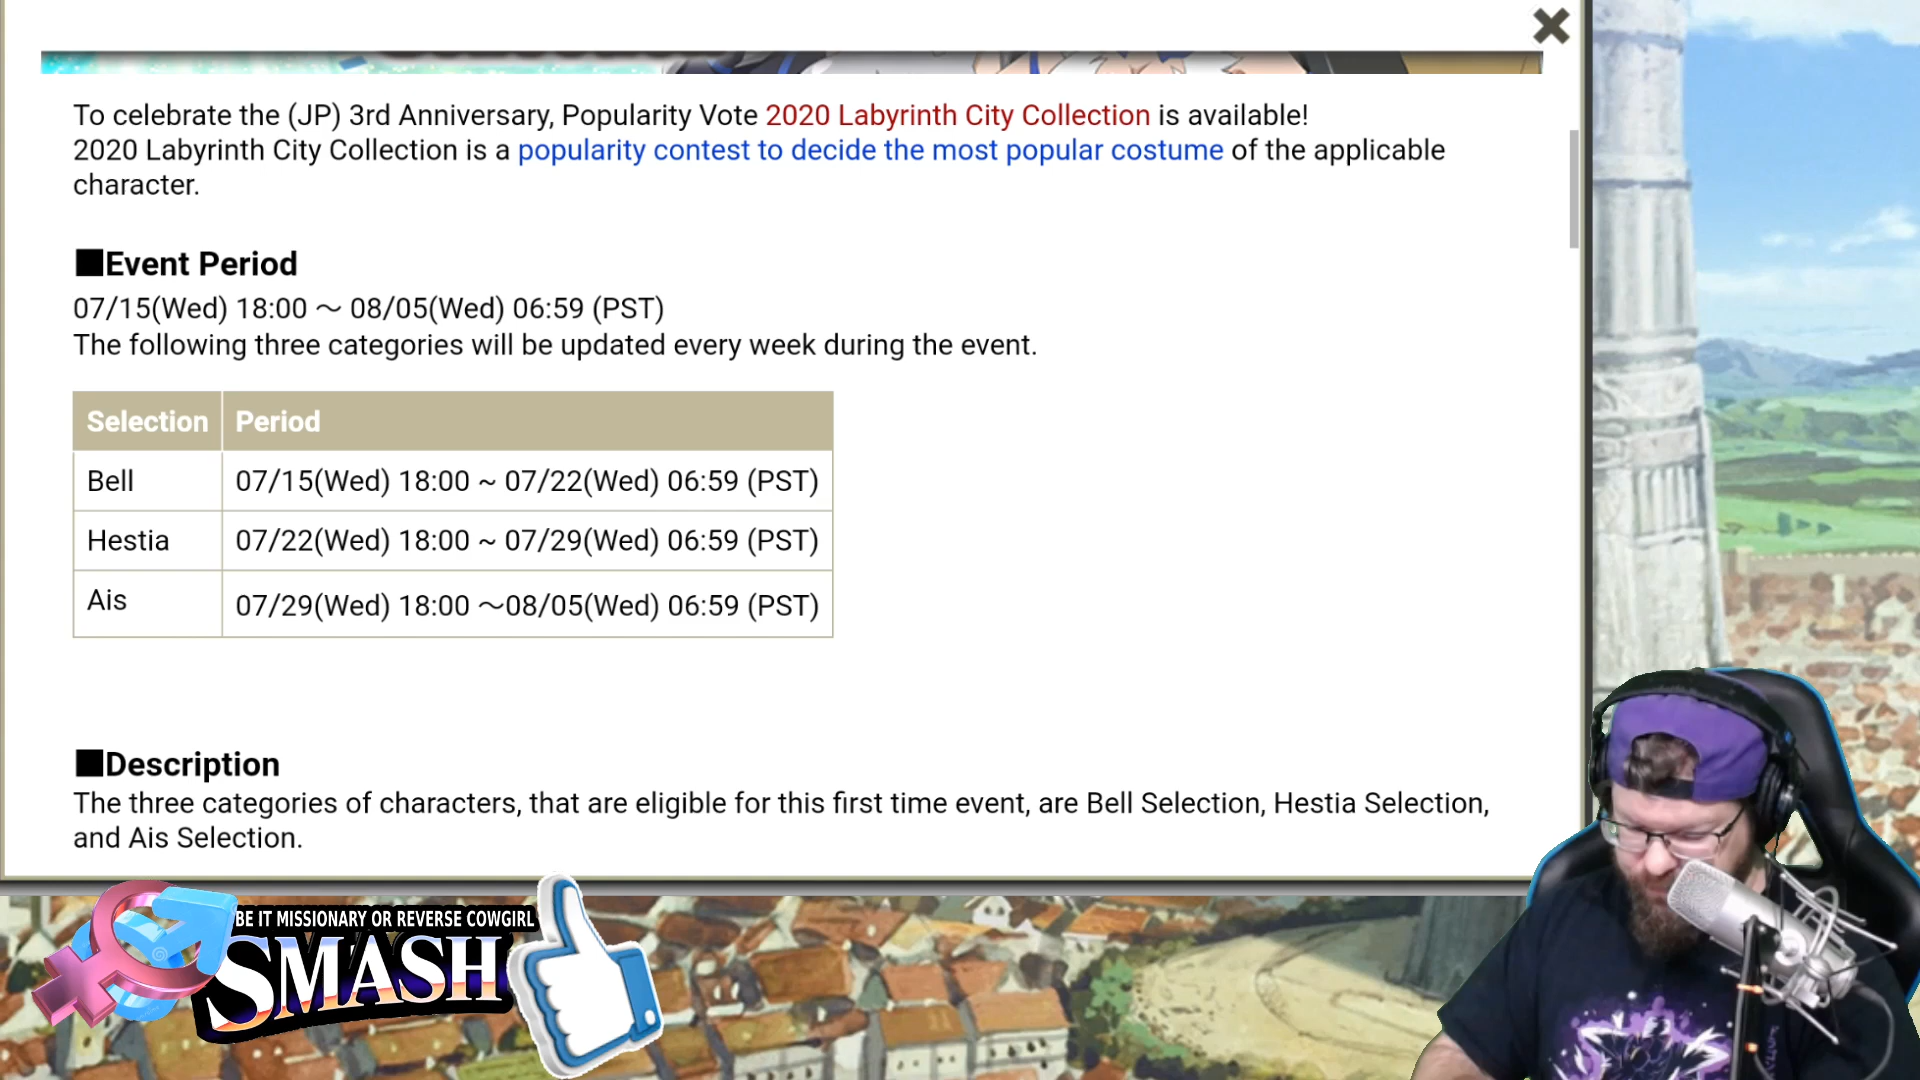 To celebrate the (JP) 3rd Anniversary, Popularity Vote 2020 Labyrinth City Collection is available!
2020 Labyrinth City Collection is a popularity contest to decide the most popular costume of the applicable
character.
■Event Period
07/15(Wed) 18:00 ～ 08/05(Wed) 06:59 (PST)
The following three categories will be updated every week during the event.
Selection Period
Bell 07/15(Wed) 18:00 ~ 07/22(Wed) 06:59 (PST)
Hestia 07/22(Wed) 18:00 ~ 07/29(Wed) 06:59 (PST)
Ais 07/29(Wed) 18:00 ～08/05(Wed) 06:59 (PST)
■Description
The three categories of characters, that are eligible for this first time event, are Bell Selection, Hestia Selection,
and Ais Selection.
BE IT MISSIONARY OR REVERSE COWGIRL
SMASH